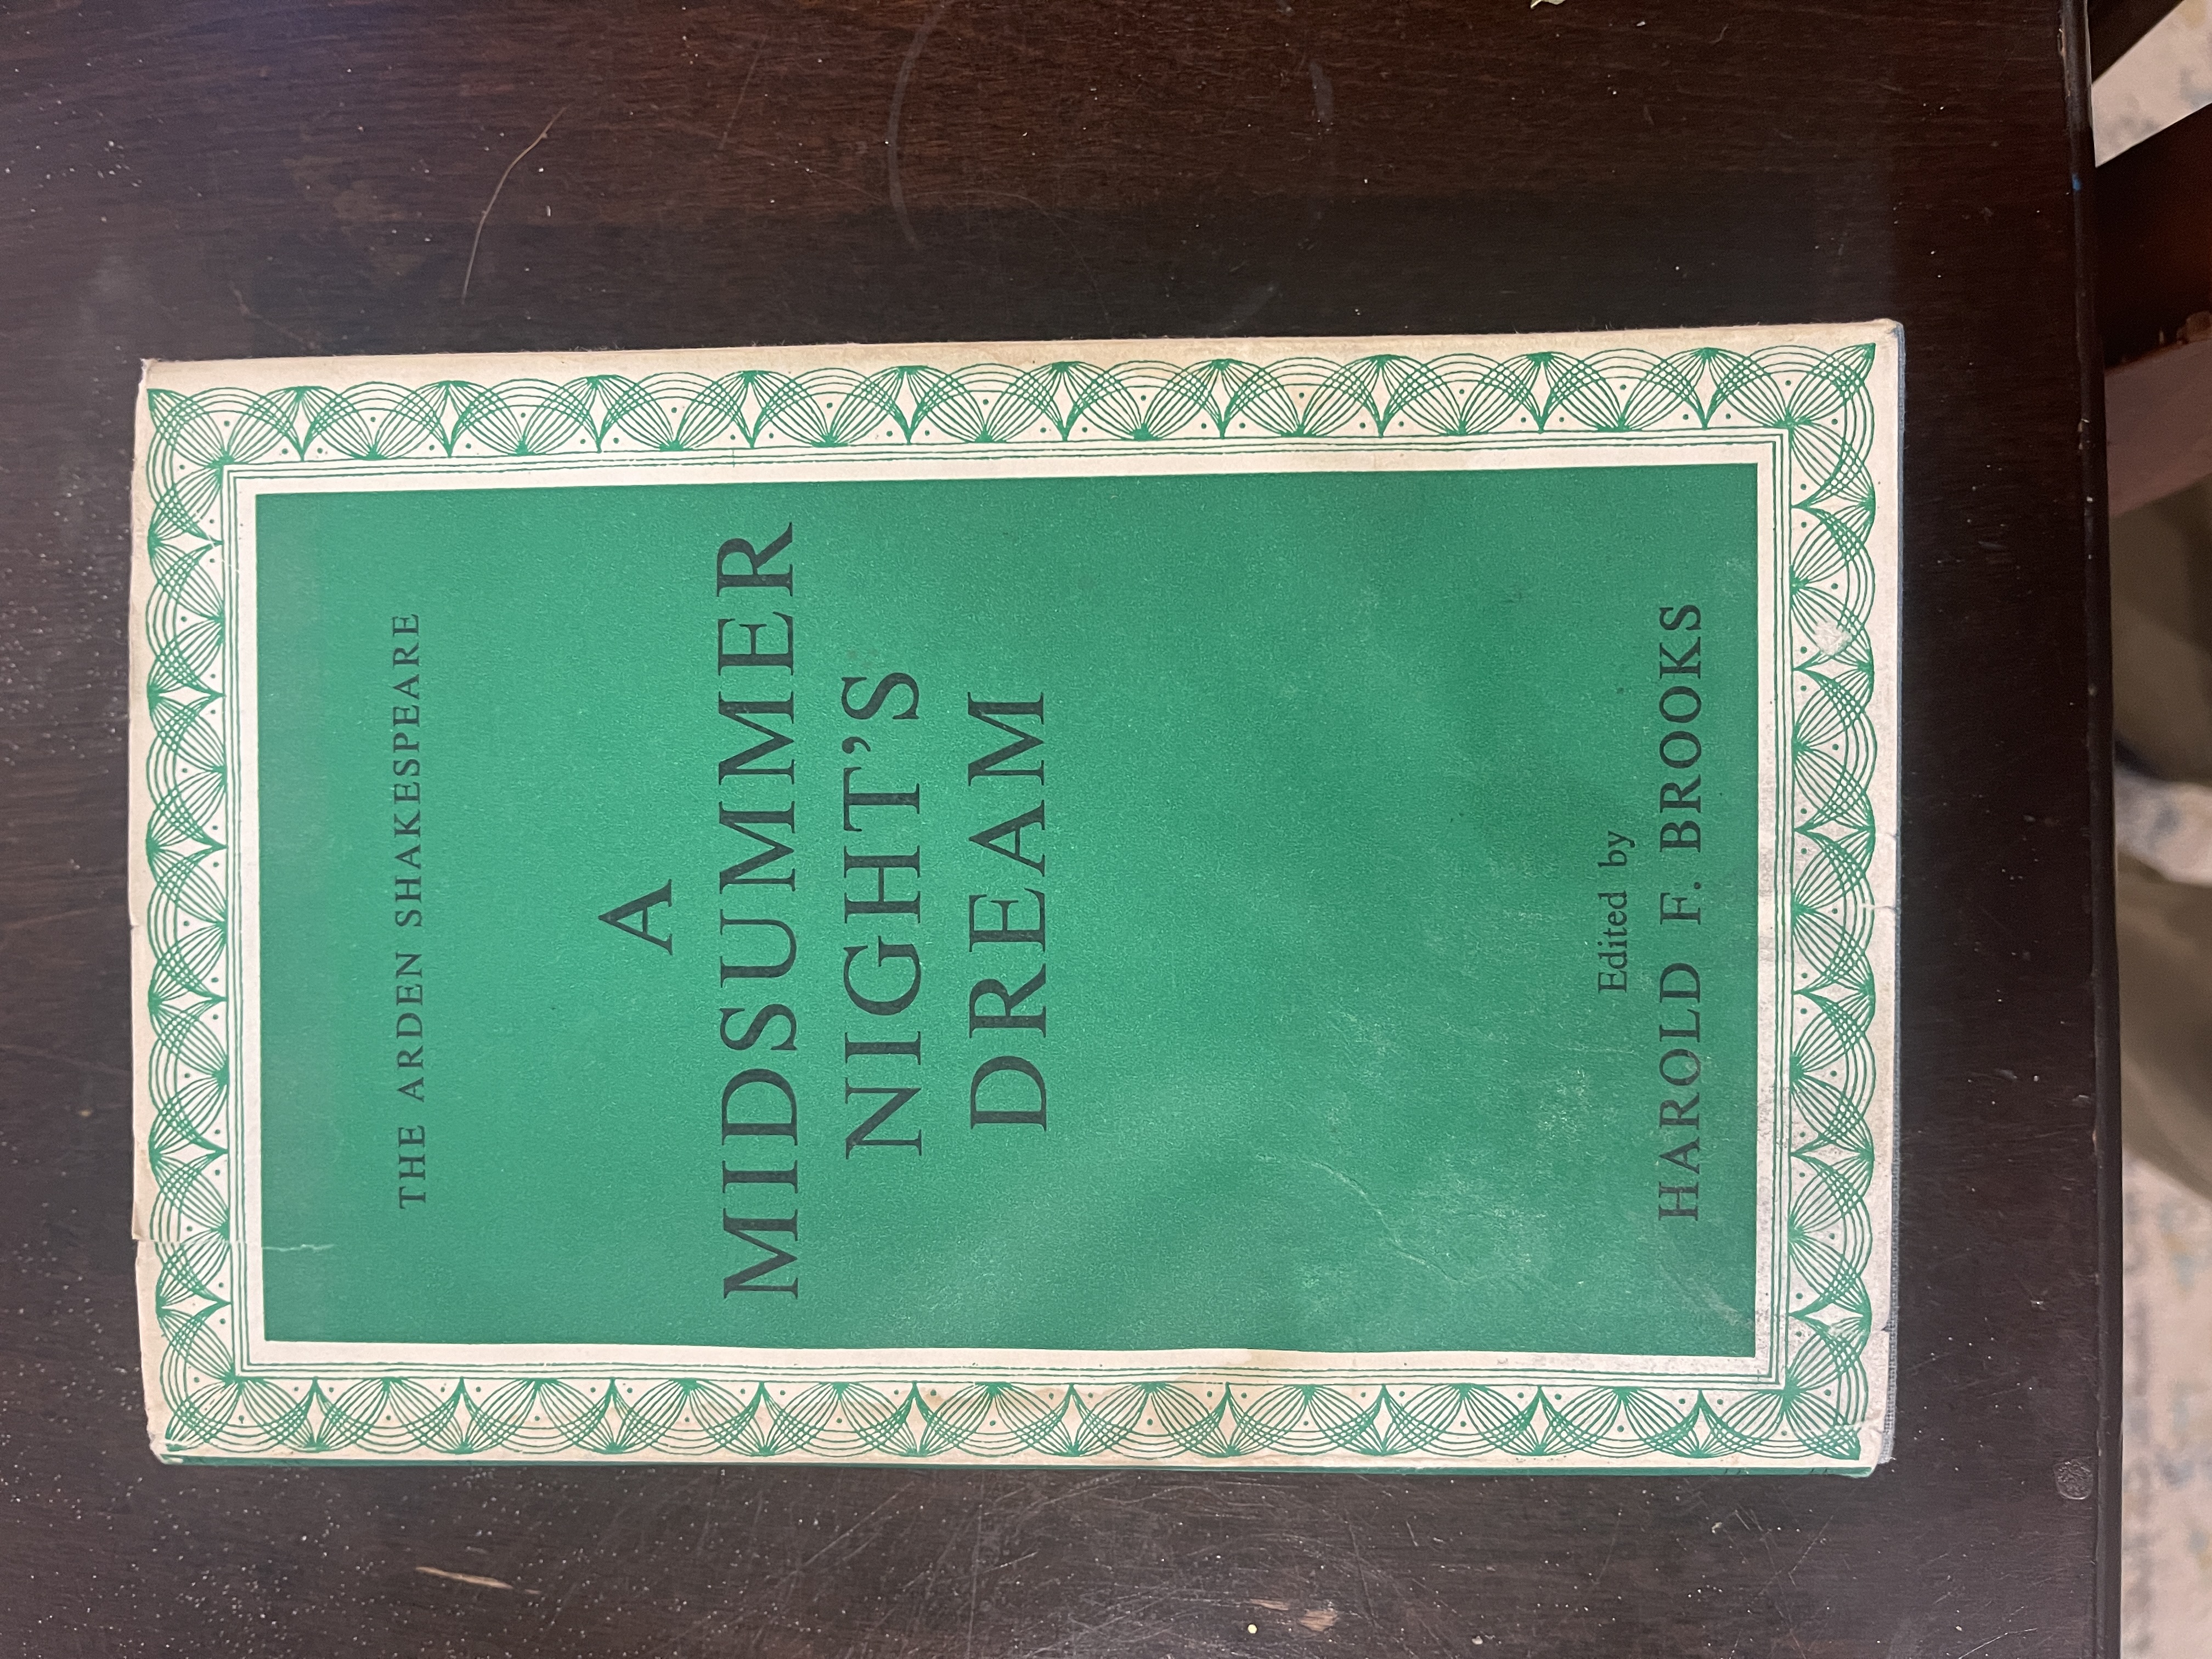 THE ARDEN SHAKESPEARE
A
MIDSUMMER
NIGHT’S
DREAM
Edited by
HAROLD F. BROOKS